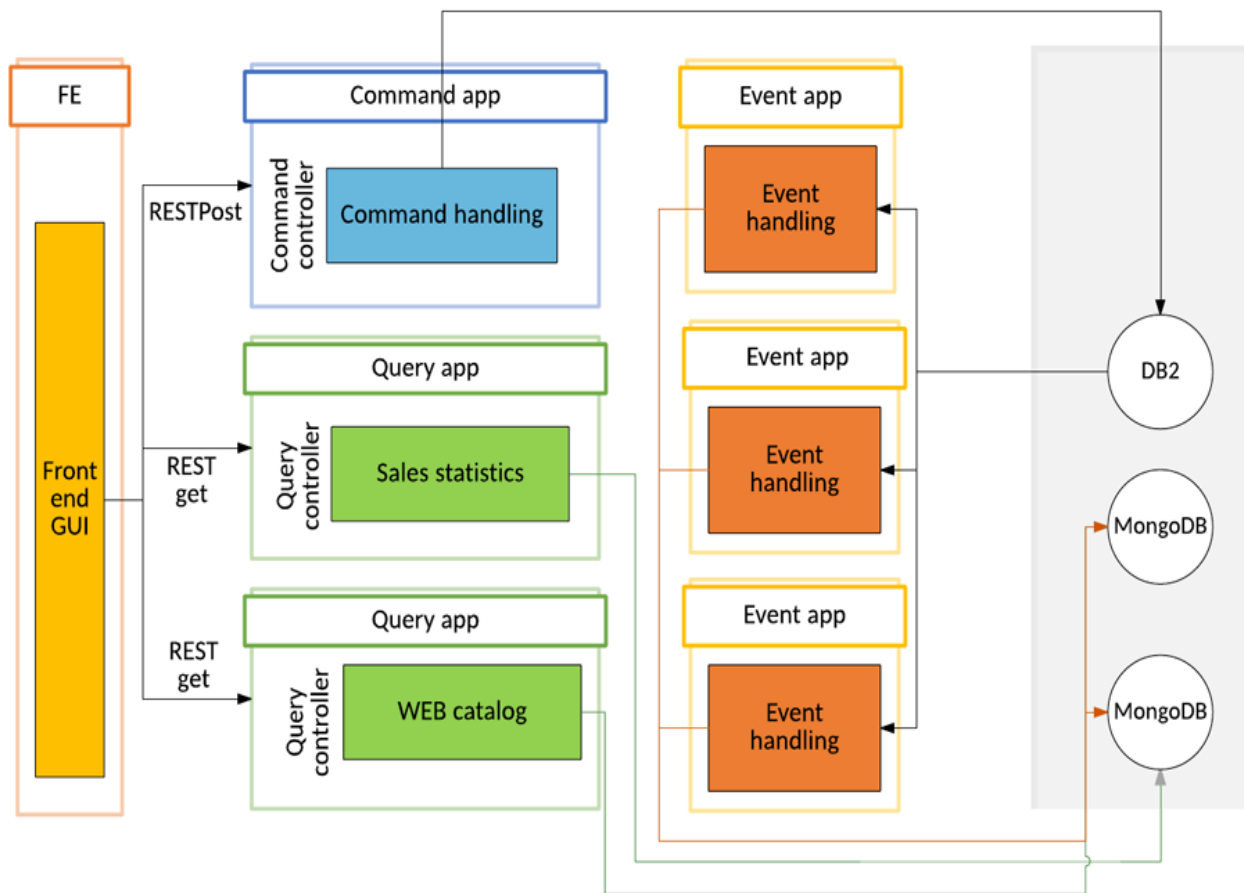 FE
Command app
Event app
RESTPost
Command
controller
Command handling
Event
handling
Query app
Event app
DB2
Front
end
GUI
REST
get
Query
controller
Sales statistics
Event
handling
MongoDB
Query app
Event app
REST
get
Query
controller
WEB catalog
Event
handling
MongoDB